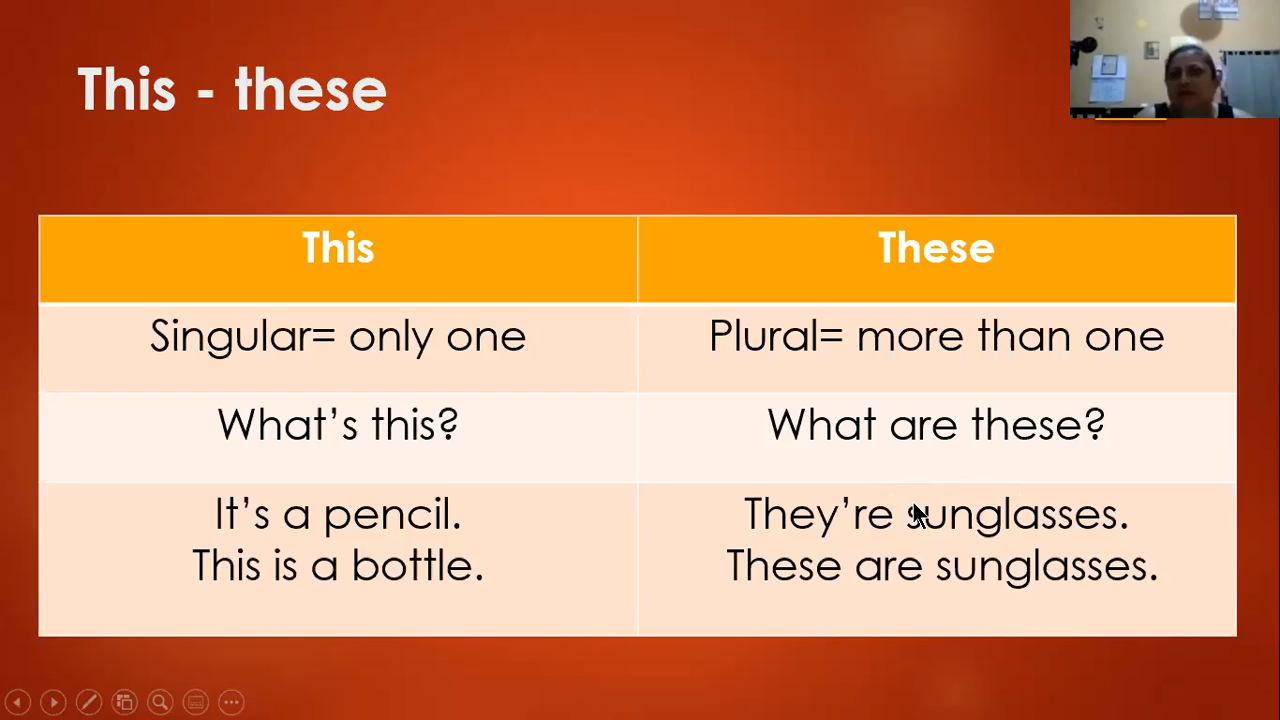 This - these
This
These
Singular= only one
Plural= more than one
What's this?
What are these?
It's a pencil.
This is a bottle.
They're sunglasses.
These are sunglasses.